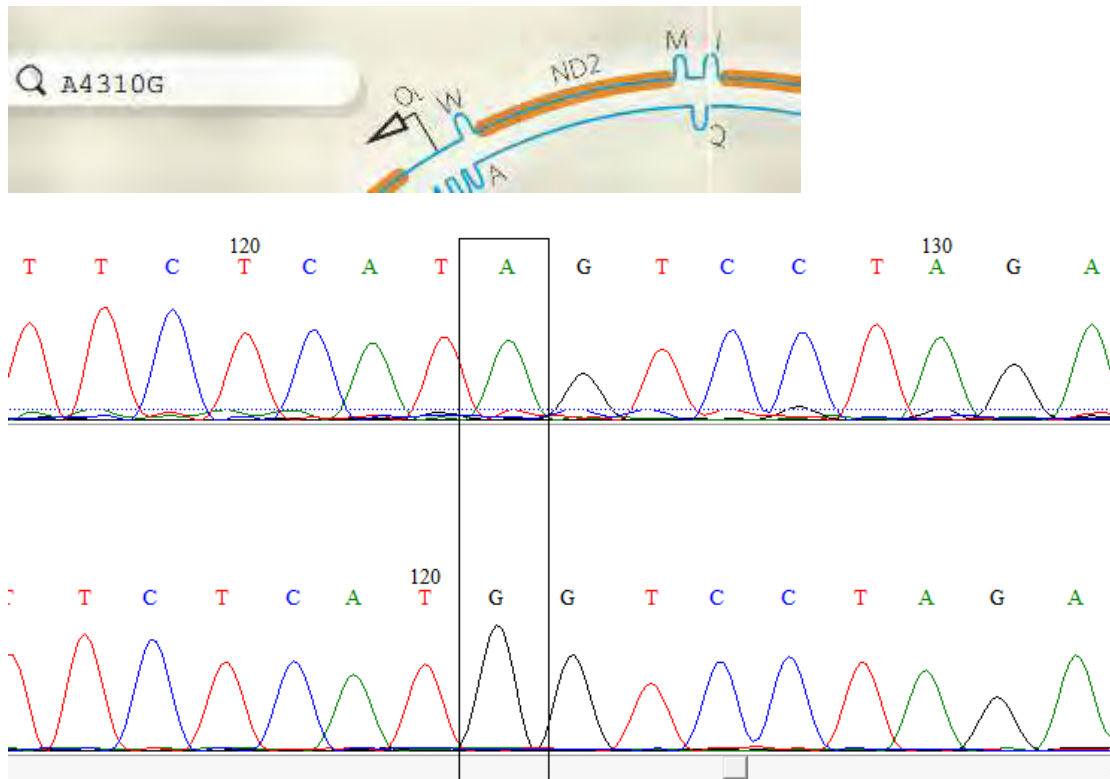 A4310G
OL
W
ND2
M I
Q
A
120 130
T T C T C A T A G T C C T A G A
120
T C T C A T G G T C C T A G A